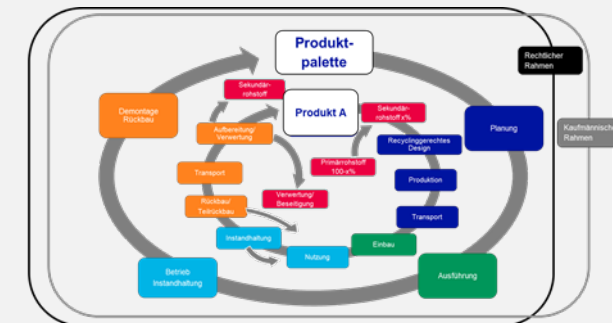 Produkt-
palette
Rechtlicher
Rahmen
Kaufmännischer
Rahmen
Sekundär-
rohstoff
Produkt A
Sekundär-
rohstoff x%
Demontage
Rückbau
Aufbereitung/
Verwertung
Planung
Recyclinggerechtes
Design
Primärrohstoff
100-x%
Transport
Produktion
Verwertung/
Beseitigung
Rückbau/
Teilrückbau
Transport
Instandhaltung
Einbau
Nutzung
Betrieb
Instandhaltung
Ausführung